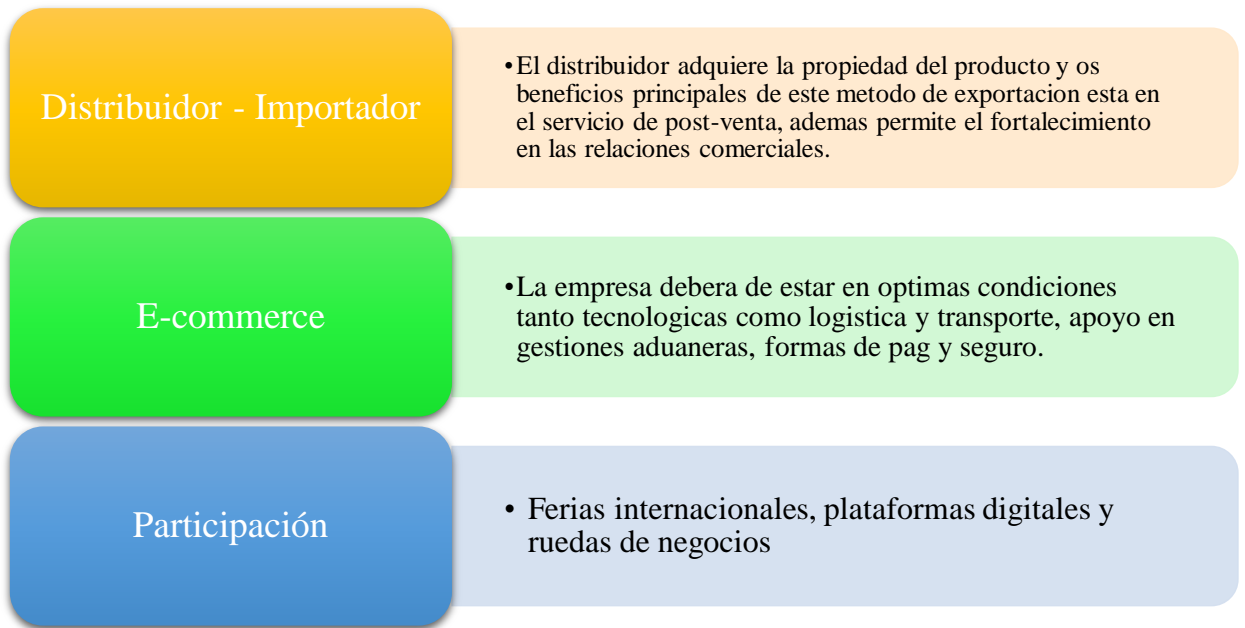 Distribuidor - Importador
•El distribuidor adquiere la propiedad del producto y os
beneficios principales de este metodo de exportacion esta en
el servicio de post-venta, ademas permite el fortalecimiento
en las relaciones comerciales.
E-commerce
•La empresa debera de estar en optimas condiciones
tanto tecnologicas como logistica y transporte, apoyo en
gestiones aduaneras, formas de pag y seguro.
Participación
• Ferias internacionales, plataformas digitales y
ruedas de negocios